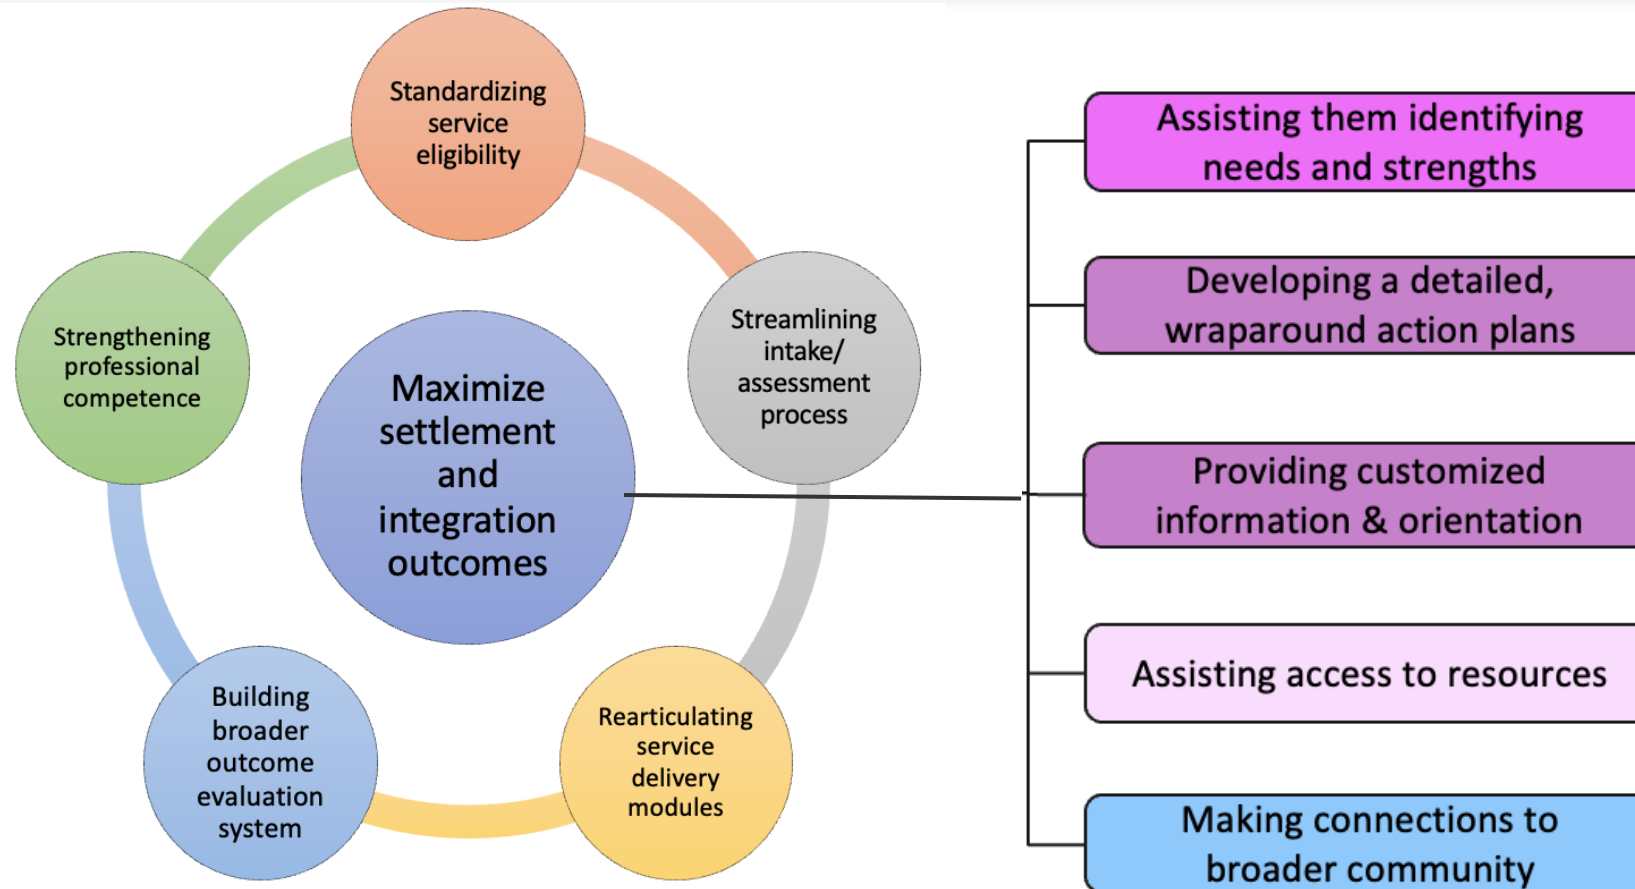 Standardizing
service
eligibility
Streamlining
intake/
assessment
process
Rearticulating
service
delivery
modules
Building
broader
outcome
evaluation
system
Strengthening
professional
competence
Maximize
settlement
and
integration
outcomes
Assisting them identifying
needs and strengths
Developing a detailed,
wraparound action plans
Providing customized
information & orientation
Assisting access to resources
Making connections to
broader community